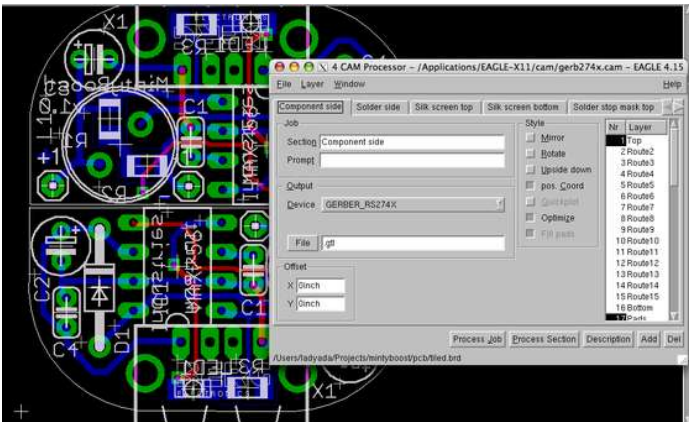 4 CAM Processor - /Applications/EAGLE-X11/cam/gerb274x.cam - EAGLE 4.15
File Layer Window Help
Component side Solder side Silk screen top Silk screen bottom Solder stop mask top
Job
Section Component side
Prompt
Output
Device GERBER_RS274X
File .gtl
Offset
X 0inch
Y 0inch
Style
Mirror
Rotate
Upside down
pos. Coord
Quickplot
Optimize
Fill pads
Nr Layer
1 Top
2 Route2
3 Route3
4 Route4
5 Route5
6 Route6
7 Route7
8 Route8
9 Route9
10 Route10
11 Route11
12 Route12
13 Route13
14 Route14
15 Route15
16 Bottom
17 Pads
Process Job Process Section Description Add Del
/Users/ladyada/Projects/mintyboost/pcb/tiled.brd
X1
C1
+1
C2
C4
D1
C1
X1